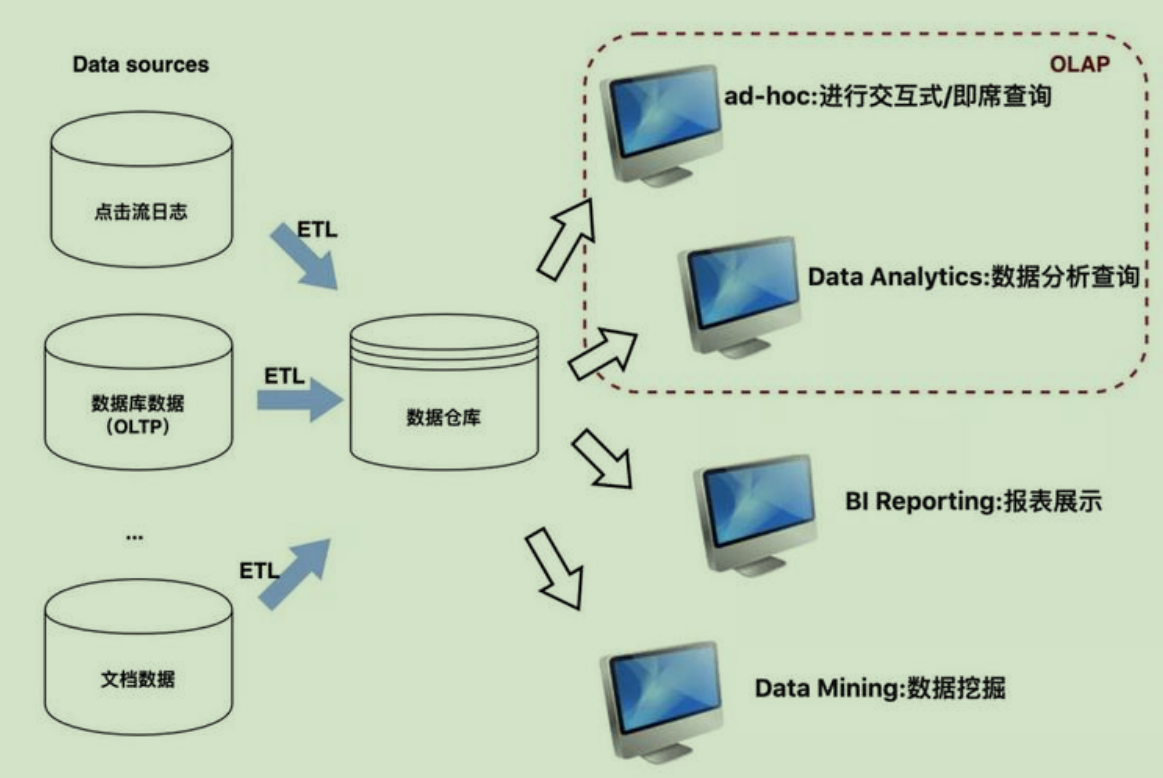 Data sources
OLAP
ad-hoc:进行交互式/即席查询
点击流日志
ETL
Data Analytics:数据分析查询
ETL
数据库数据
（OLTP）
数据仓库
BI Reporting:报表展示
...
ETL
文档数据
Data Mining:数据挖掘